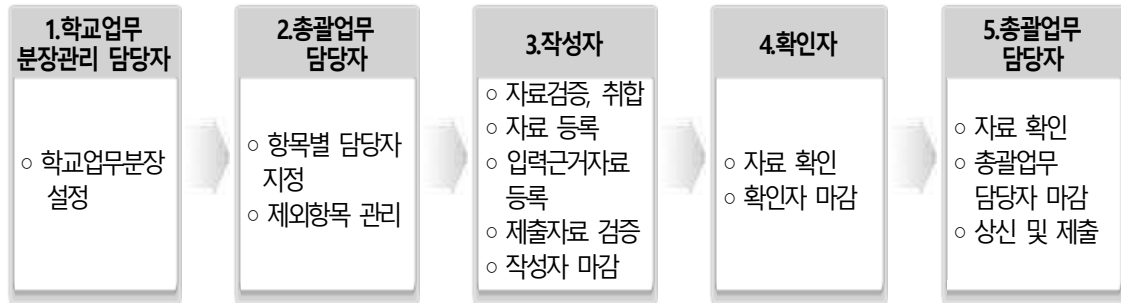 1.학교업무
분장관리 담당자
○ 학교업무분장
설정
2.총괄업무
담당자
○ 항목별 담당자
지정
○ 제외항목 관리
3.작성자
○ 자료검증, 취합
○ 자료 등록
○ 입력근거자료
등록
○ 제출자료 검증
○ 작성자 마감
4.확인자
○ 자료 확인
○ 확인자 마감
5.총괄업무
담당자
○ 자료 확인
○ 총괄업무
담당자 마감
○ 상신 및 제출